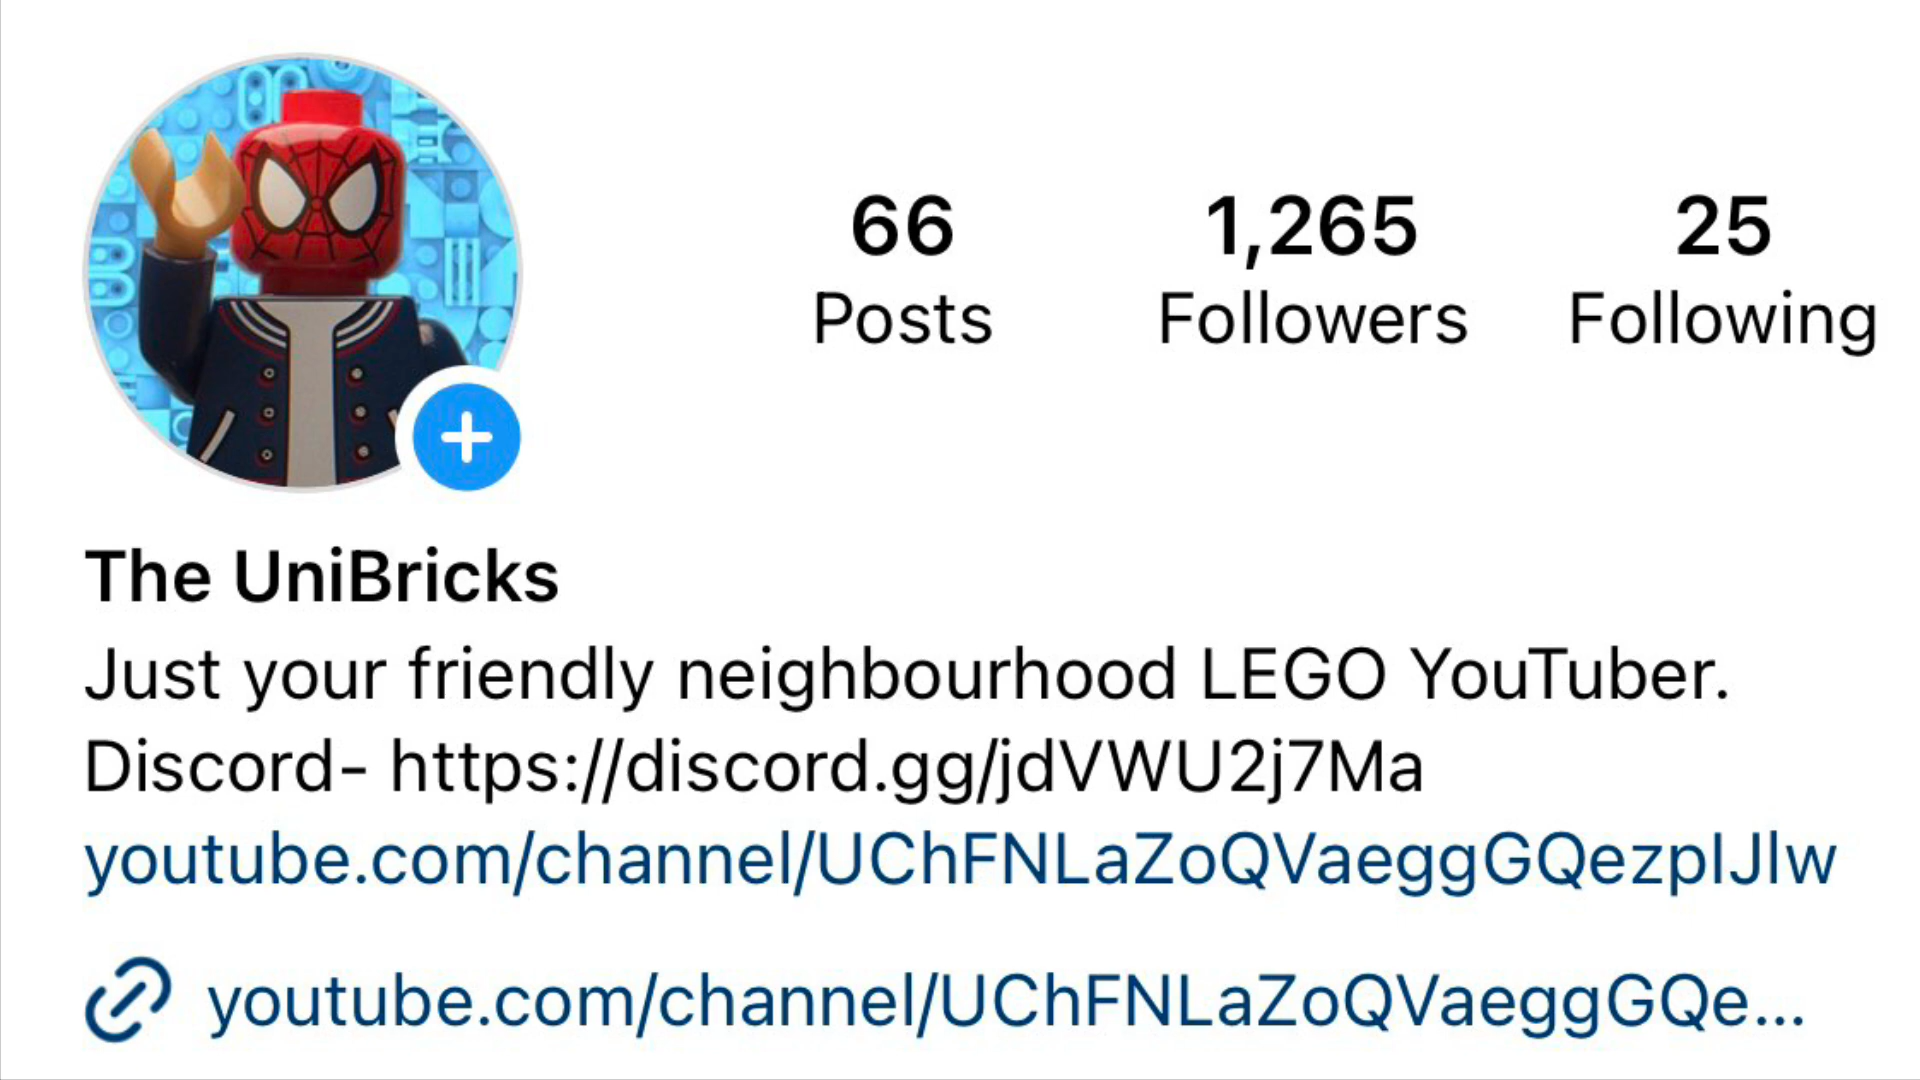 66 1,265 25
Posts Followers Following
The UniBricks
Just your friendly neighbourhood LEGO YouTuber.
Discord- https://discord.gg/jdVWU2j7Ma
youtube.com/channel/UChFNLaZoQVaeggGQezpIJlw
youtube.com/channel/UChFNLaZoQVaeggGQe...